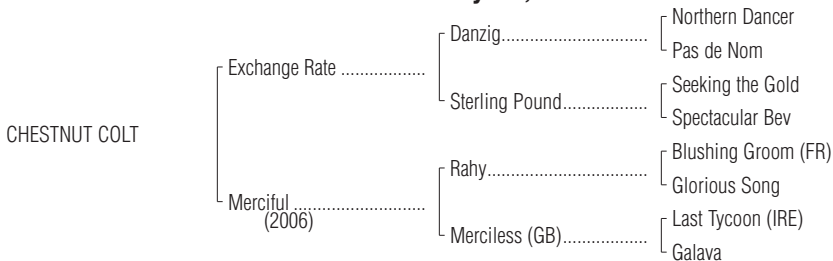 Northern Dancer
Danzig
Pas de Nom
Exchange Rate
Seeking the Gold
Sterling Pound
Spectacular Bev
CHESTNUT COLT
Blushing Groom (FR)
Rahy
Glorious Song
Merciful
(2006)
Last Tycoon (IRE)
Merciless (GB)
Galava